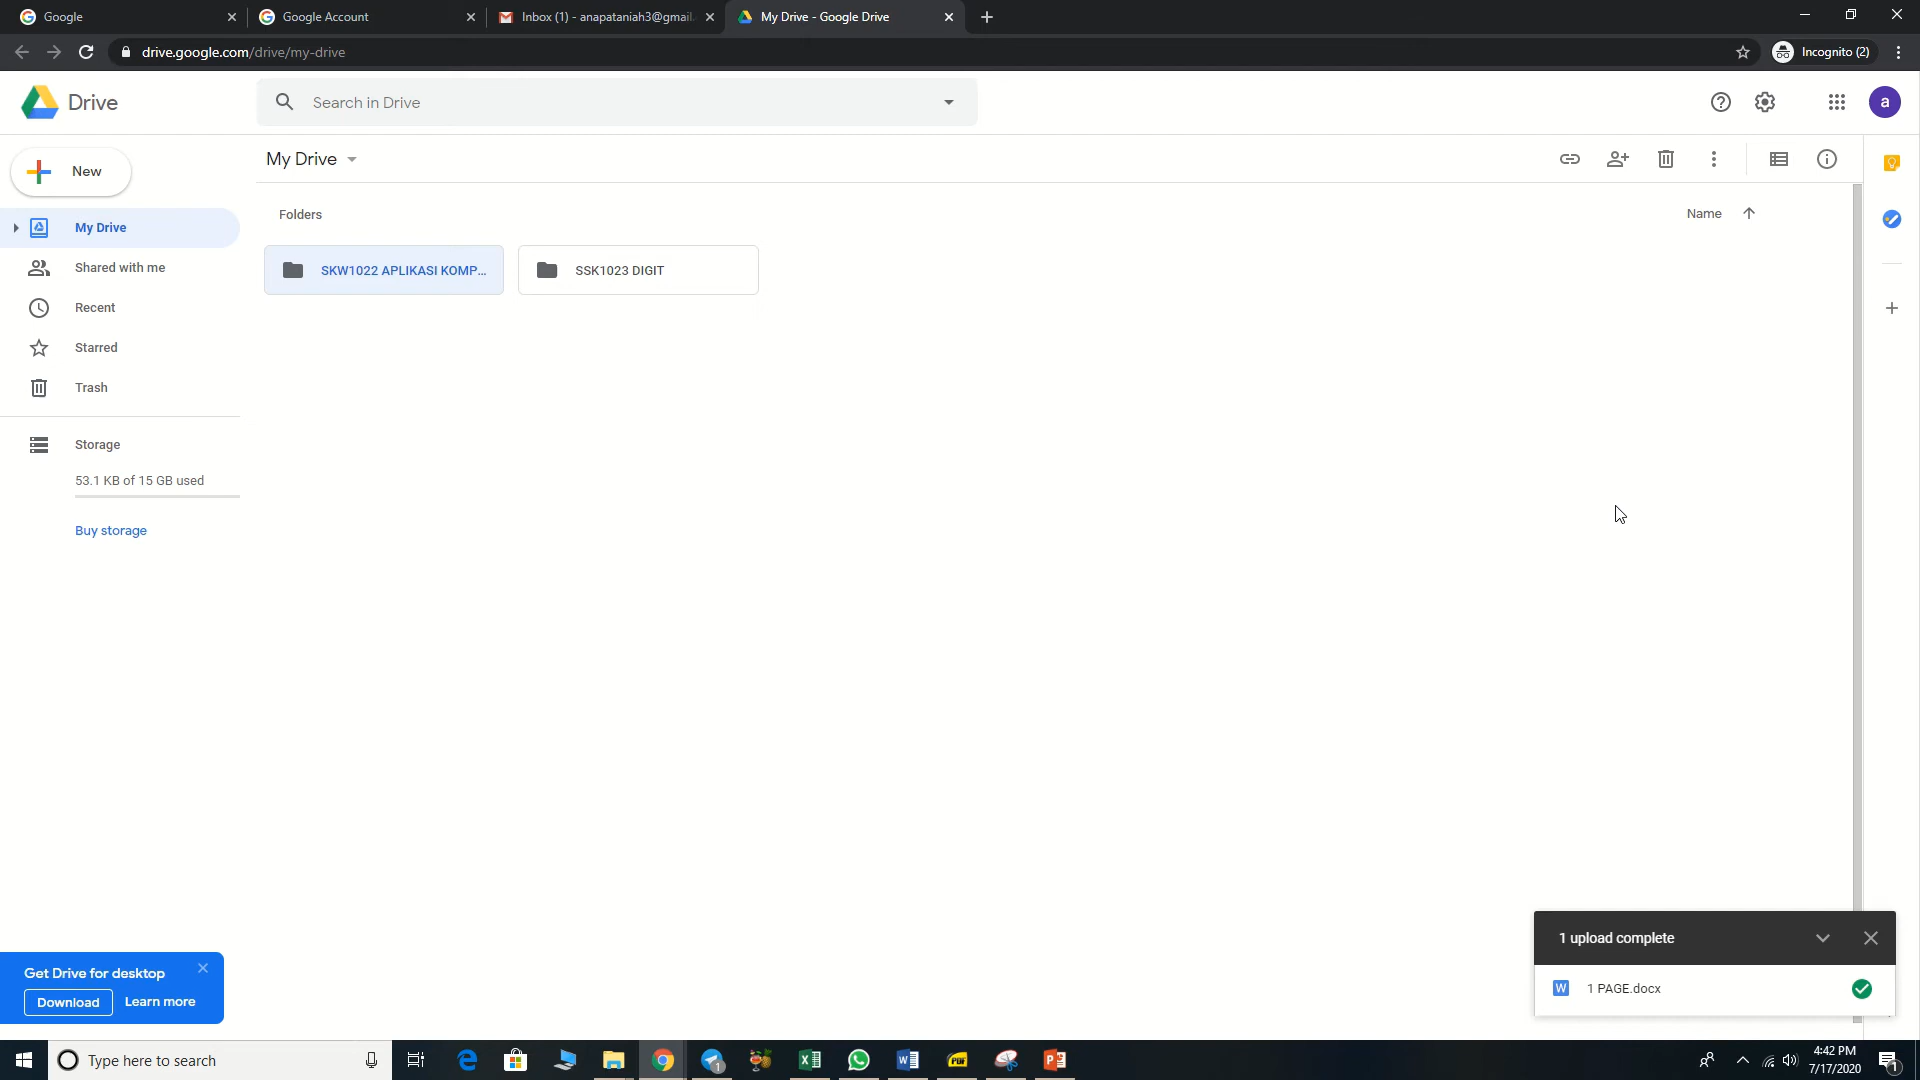 Google
Google Account
Inbox (1) - anapataniah3@gmail.
My Drive - Google Drive
drive.google.com/drive/my-drive
Incognito (2)
Drive
Search in Drive
a
New
My Drive
Name
Folders
My Drive
Shared with me
SKW1022 APLIKASI KOMP...
SSK1023 DIGIT
Recent
Starred
Trash
Storage
53.1 KB of 15 GB used
Buy storage
1 upload complete
W
1 PAGE.docx
Get Drive for desktop
Download
Learn more
Type here to search
1
PDF
4:42 PM
7/17/2020
1